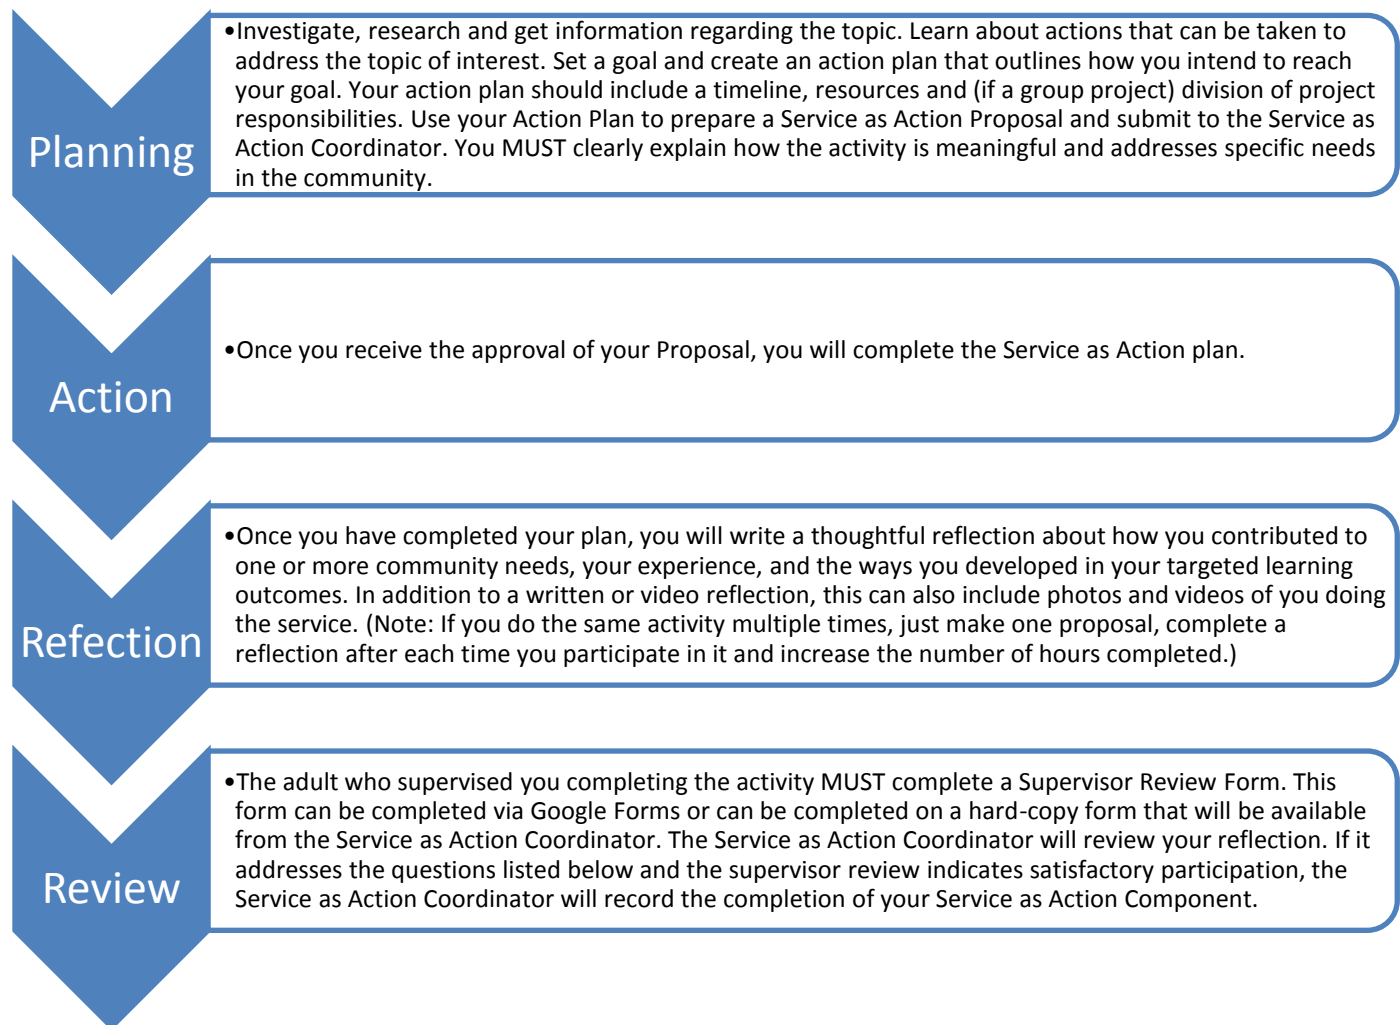 Planning
•Investigate, research and get information regarding the topic. Learn about actions that can be taken to
address the topic of interest. Set a goal and create an action plan that outlines how you intend to reach
your goal. Your action plan should include a timeline, resources and (if a group project) division of project
responsibilities. Use your Action Plan to prepare a Service as Action Proposal and submit to the Service as
Action Coordinator. You MUST clearly explain how the activity is meaningful and addresses specific needs
in the community.
Action
•Once you receive the approval of your Proposal, you will complete the Service as Action plan.
Refection
•Once you have completed your plan, you will write a thoughtful reflection about how you contributed to
one or more community needs, your experience, and the ways you developed in your targeted learning
outcomes. In addition to a written or video reflection, this can also include photos and videos of you doing
the service. (Note: If you do the same activity multiple times, just make one proposal, complete a
reflection after each time you participate in it and increase the number of hours completed.)
Review
•The adult who supervised you completing the activity MUST complete a Supervisor Review Form. This
form can be completed via Google Forms or can be completed on a hard-copy form that will be available
from the Service as Action Coordinator. The Service as Action Coordinator will review your reflection. If it
addresses the questions listed below and the supervisor review indicates satisfactory participation, the
Service as Action Coordinator will record the completion of your Service as Action Component.